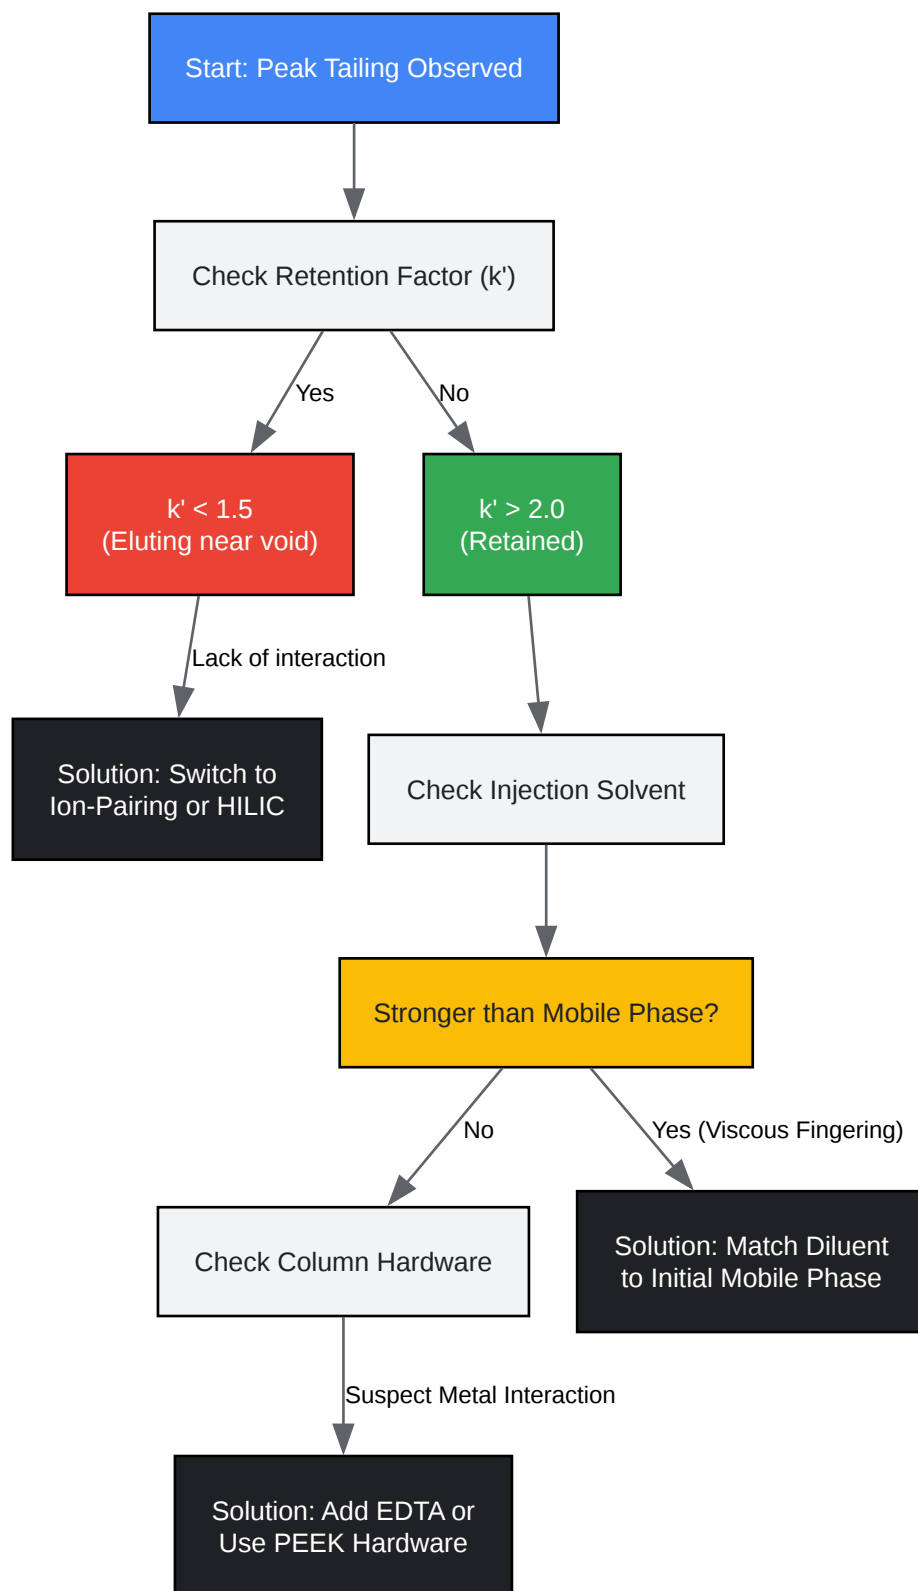 Start: Peak Tailing Observed
Check Retention Factor (k')
Yes
No
k' < 1.5
(Eluting near void)
k' > 2.0
(Retained)
Lack of interaction
Solution: Switch to
Ion-Pairing or HILIC
Check Injection Solvent
Stronger than Mobile Phase?
No
Yes (Viscous Fingering)
Check Column Hardware
Solution: Match Diluent
to Initial Mobile Phase
Suspect Metal Interaction
Solution: Add EDTA or
Use PEEK Hardware